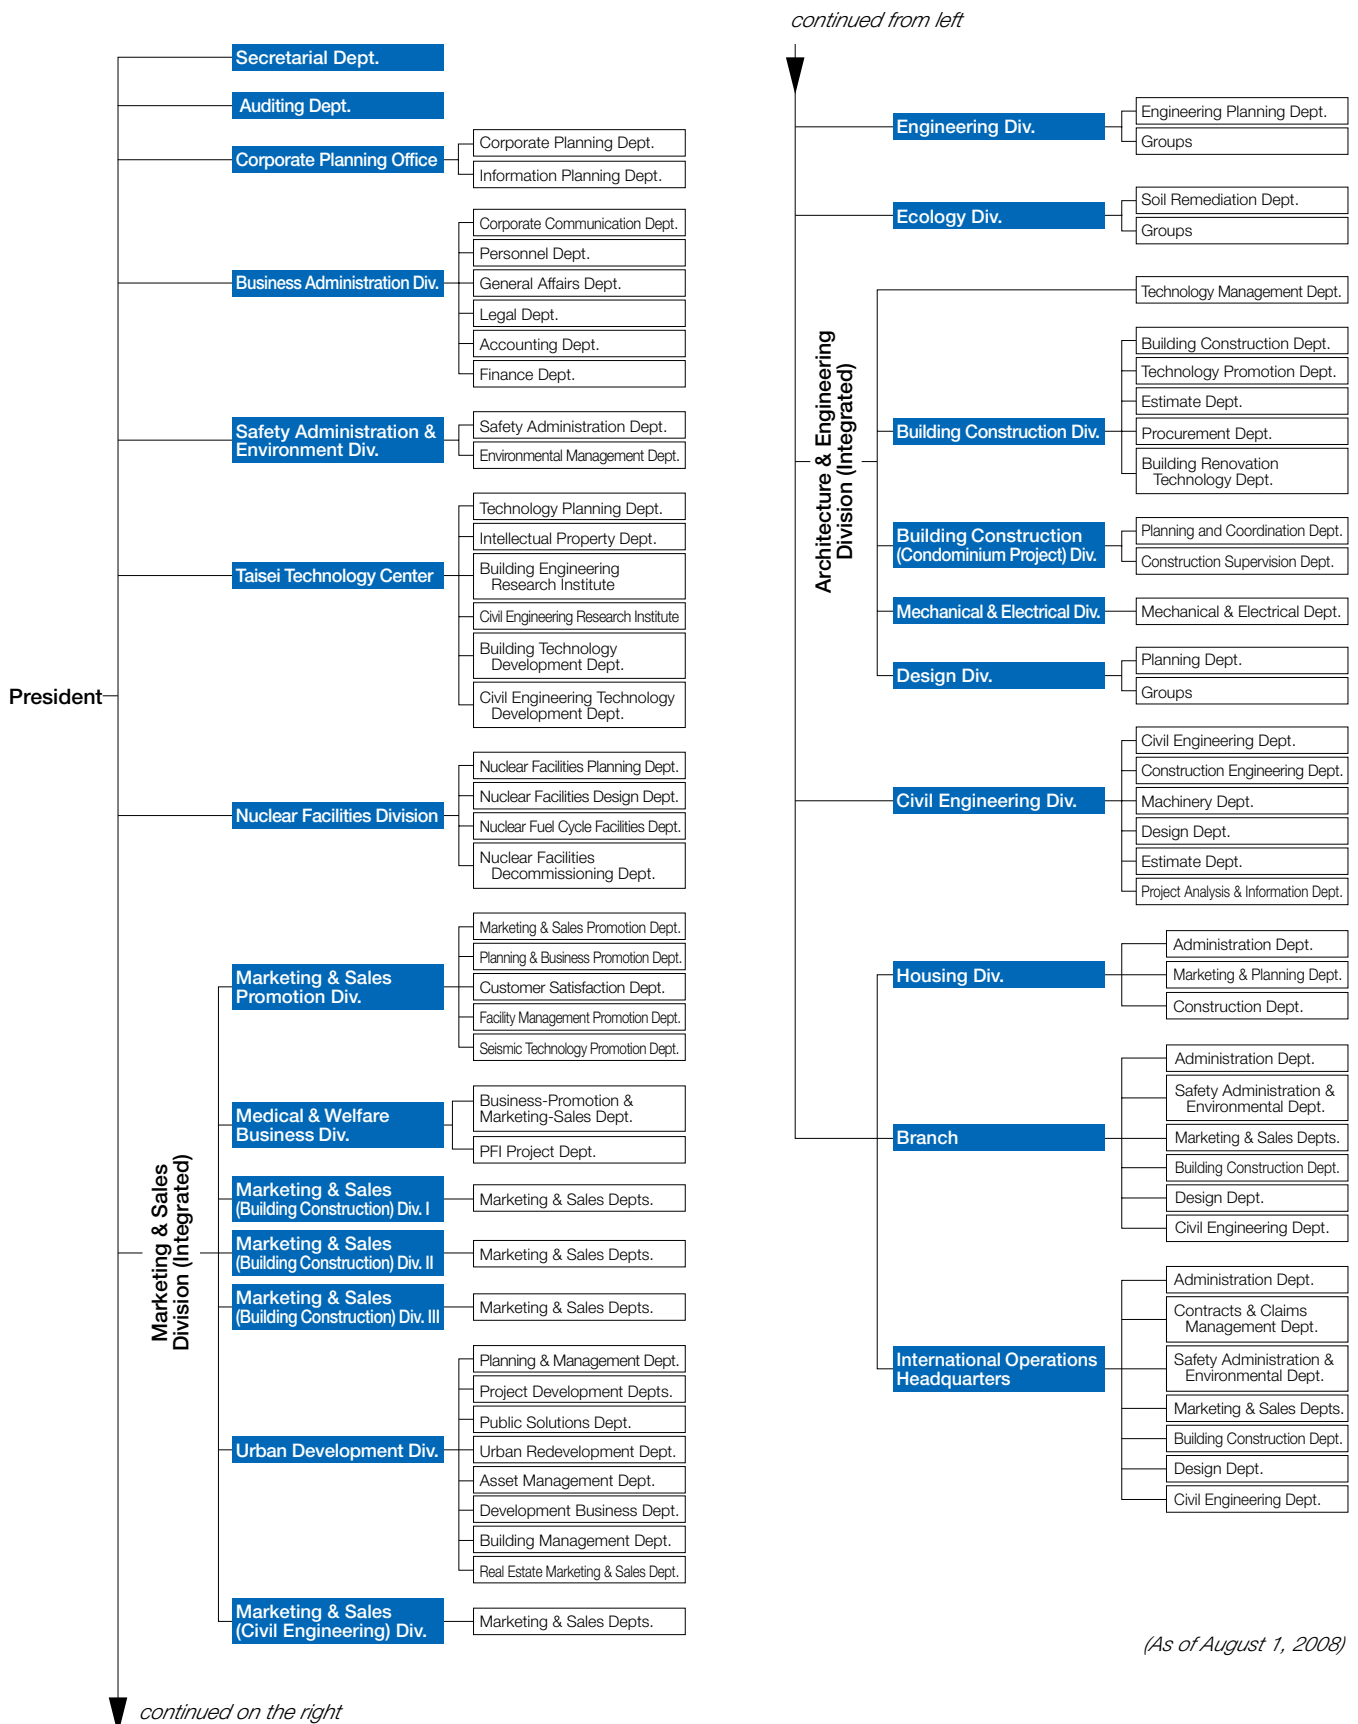 continued from left
President
Secretarial Dept.
Auditing Dept.
Corporate Planning Office
Corporate Planning Dept.
Information Planning Dept.
Business Administration Div.
Corporate Communication Dept.
Personnel Dept.
General Affairs Dept.
Legal Dept.
Accounting Dept.
Finance Dept.
Safety Administration &
Environment Div.
Safety Administration Dept.
Environmental Management Dept.
Taisei Technology Center
Technology Planning Dept.
Intellectual Property Dept.
Building Engineering
Research Institute
Civil Engineering Research Institute
Building Technology
Development Dept.
Civil Engineering Technology
Development Dept.
Nuclear Facilities Division
Nuclear Facilities Planning Dept.
Nuclear Facilities Design Dept.
Nuclear Fuel Cycle Facilities Dept.
Nuclear Facilities
Decommissioning Dept.
Marketing & Sales
Division (Integrated)
Marketing & Sales
Promotion Div.
Marketing & Sales Promotion Dept.
Planning & Business Promotion Dept.
Customer Satisfaction Dept.
Facility Management Promotion Dept.
Seismic Technology Promotion Dept.
Medical & Welfare
Business Div.
Business-Promotion &
Marketing-Sales Dept.
PFI Project Dept.
Marketing & Sales
(Building Construction) Div. I
Marketing & Sales Depts.
Marketing & Sales
(Building Construction) Div. II
Marketing & Sales Depts.
Marketing & Sales
(Building Construction) Div. III
Marketing & Sales Depts.
Urban Development Div.
Planning & Management Dept.
Project Development Depts.
Public Solutions Dept.
Urban Redevelopment Dept.
Asset Management Dept.
Development Business Dept.
Building Management Dept.
Real Estate Marketing & Sales Dept.
Marketing & Sales
(Civil Engineering) Div.
Marketing & Sales Depts.
continued on the right
Engineering Div.
Engineering Planning Dept.
Groups
Ecology Div.
Soil Remediation Dept.
Groups
Architecture & Engineering
Division (Integrated)
Technology Management Dept.
Building Construction Div.
Building Construction Dept.
Technology Promotion Dept.
Estimate Dept.
Procurement Dept.
Building Renovation
Technology Dept.
Building Construction
(Condominium Project) Div.
Planning and Coordination Dept.
Construction Supervision Dept.
Mechanical & Electrical Div.
Mechanical & Electrical Dept.
Design Div.
Planning Dept.
Groups
Civil Engineering Div.
Civil Engineering Dept.
Construction Engineering Dept.
Machinery Dept.
Design Dept.
Estimate Dept.
Project Analysis & Information Dept.
Housing Div.
Administration Dept.
Marketing & Planning Dept.
Construction Dept.
Branch
Administration Dept.
Safety Administration &
Environmental Dept.
Marketing & Sales Depts.
Building Construction Dept.
Design Dept.
Civil Engineering Dept.
International Operations
Headquarters
Administration Dept.
Contracts & Claims
Management Dept.
Safety Administration &
Environmental Dept.
Marketing & Sales Depts.
Building Construction Dept.
Design Dept.
Civil Engineering Dept.
(As of August 1, 2008)